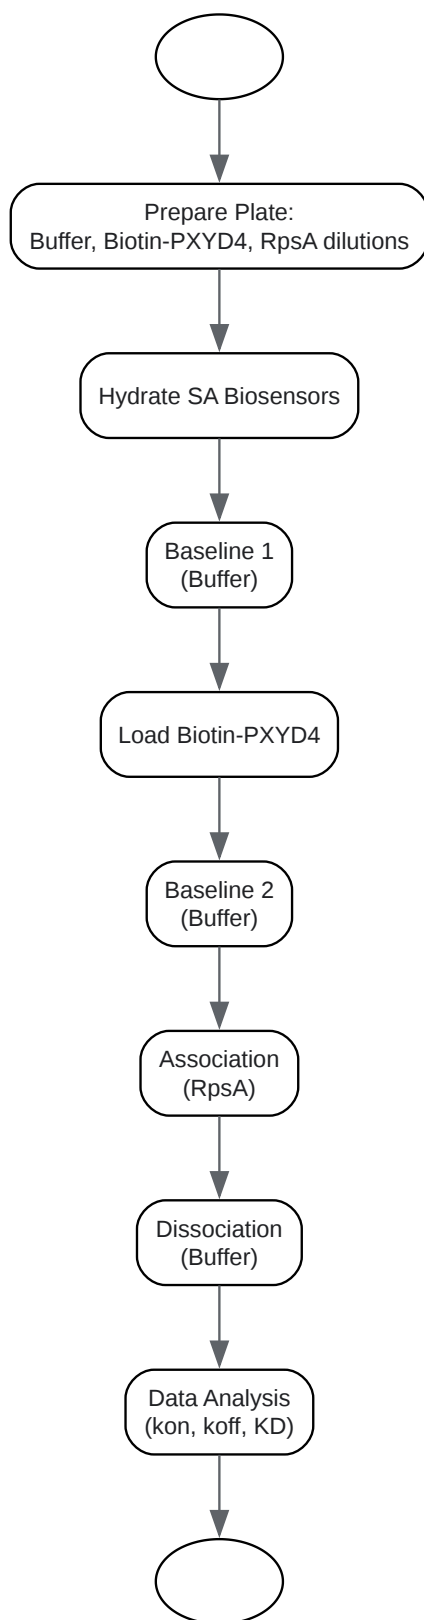 Prepare Plate:
Buffer, Biotin-PXYD4, RpsA dilutions
Hydrate SA Biosensors
Baseline 1
(Buffer)
Load Biotin-PXYD4
Baseline 2
(Buffer)
Association
(RpsA)
Dissociation
(Buffer)
Data Analysis
(kon, koff, KD)